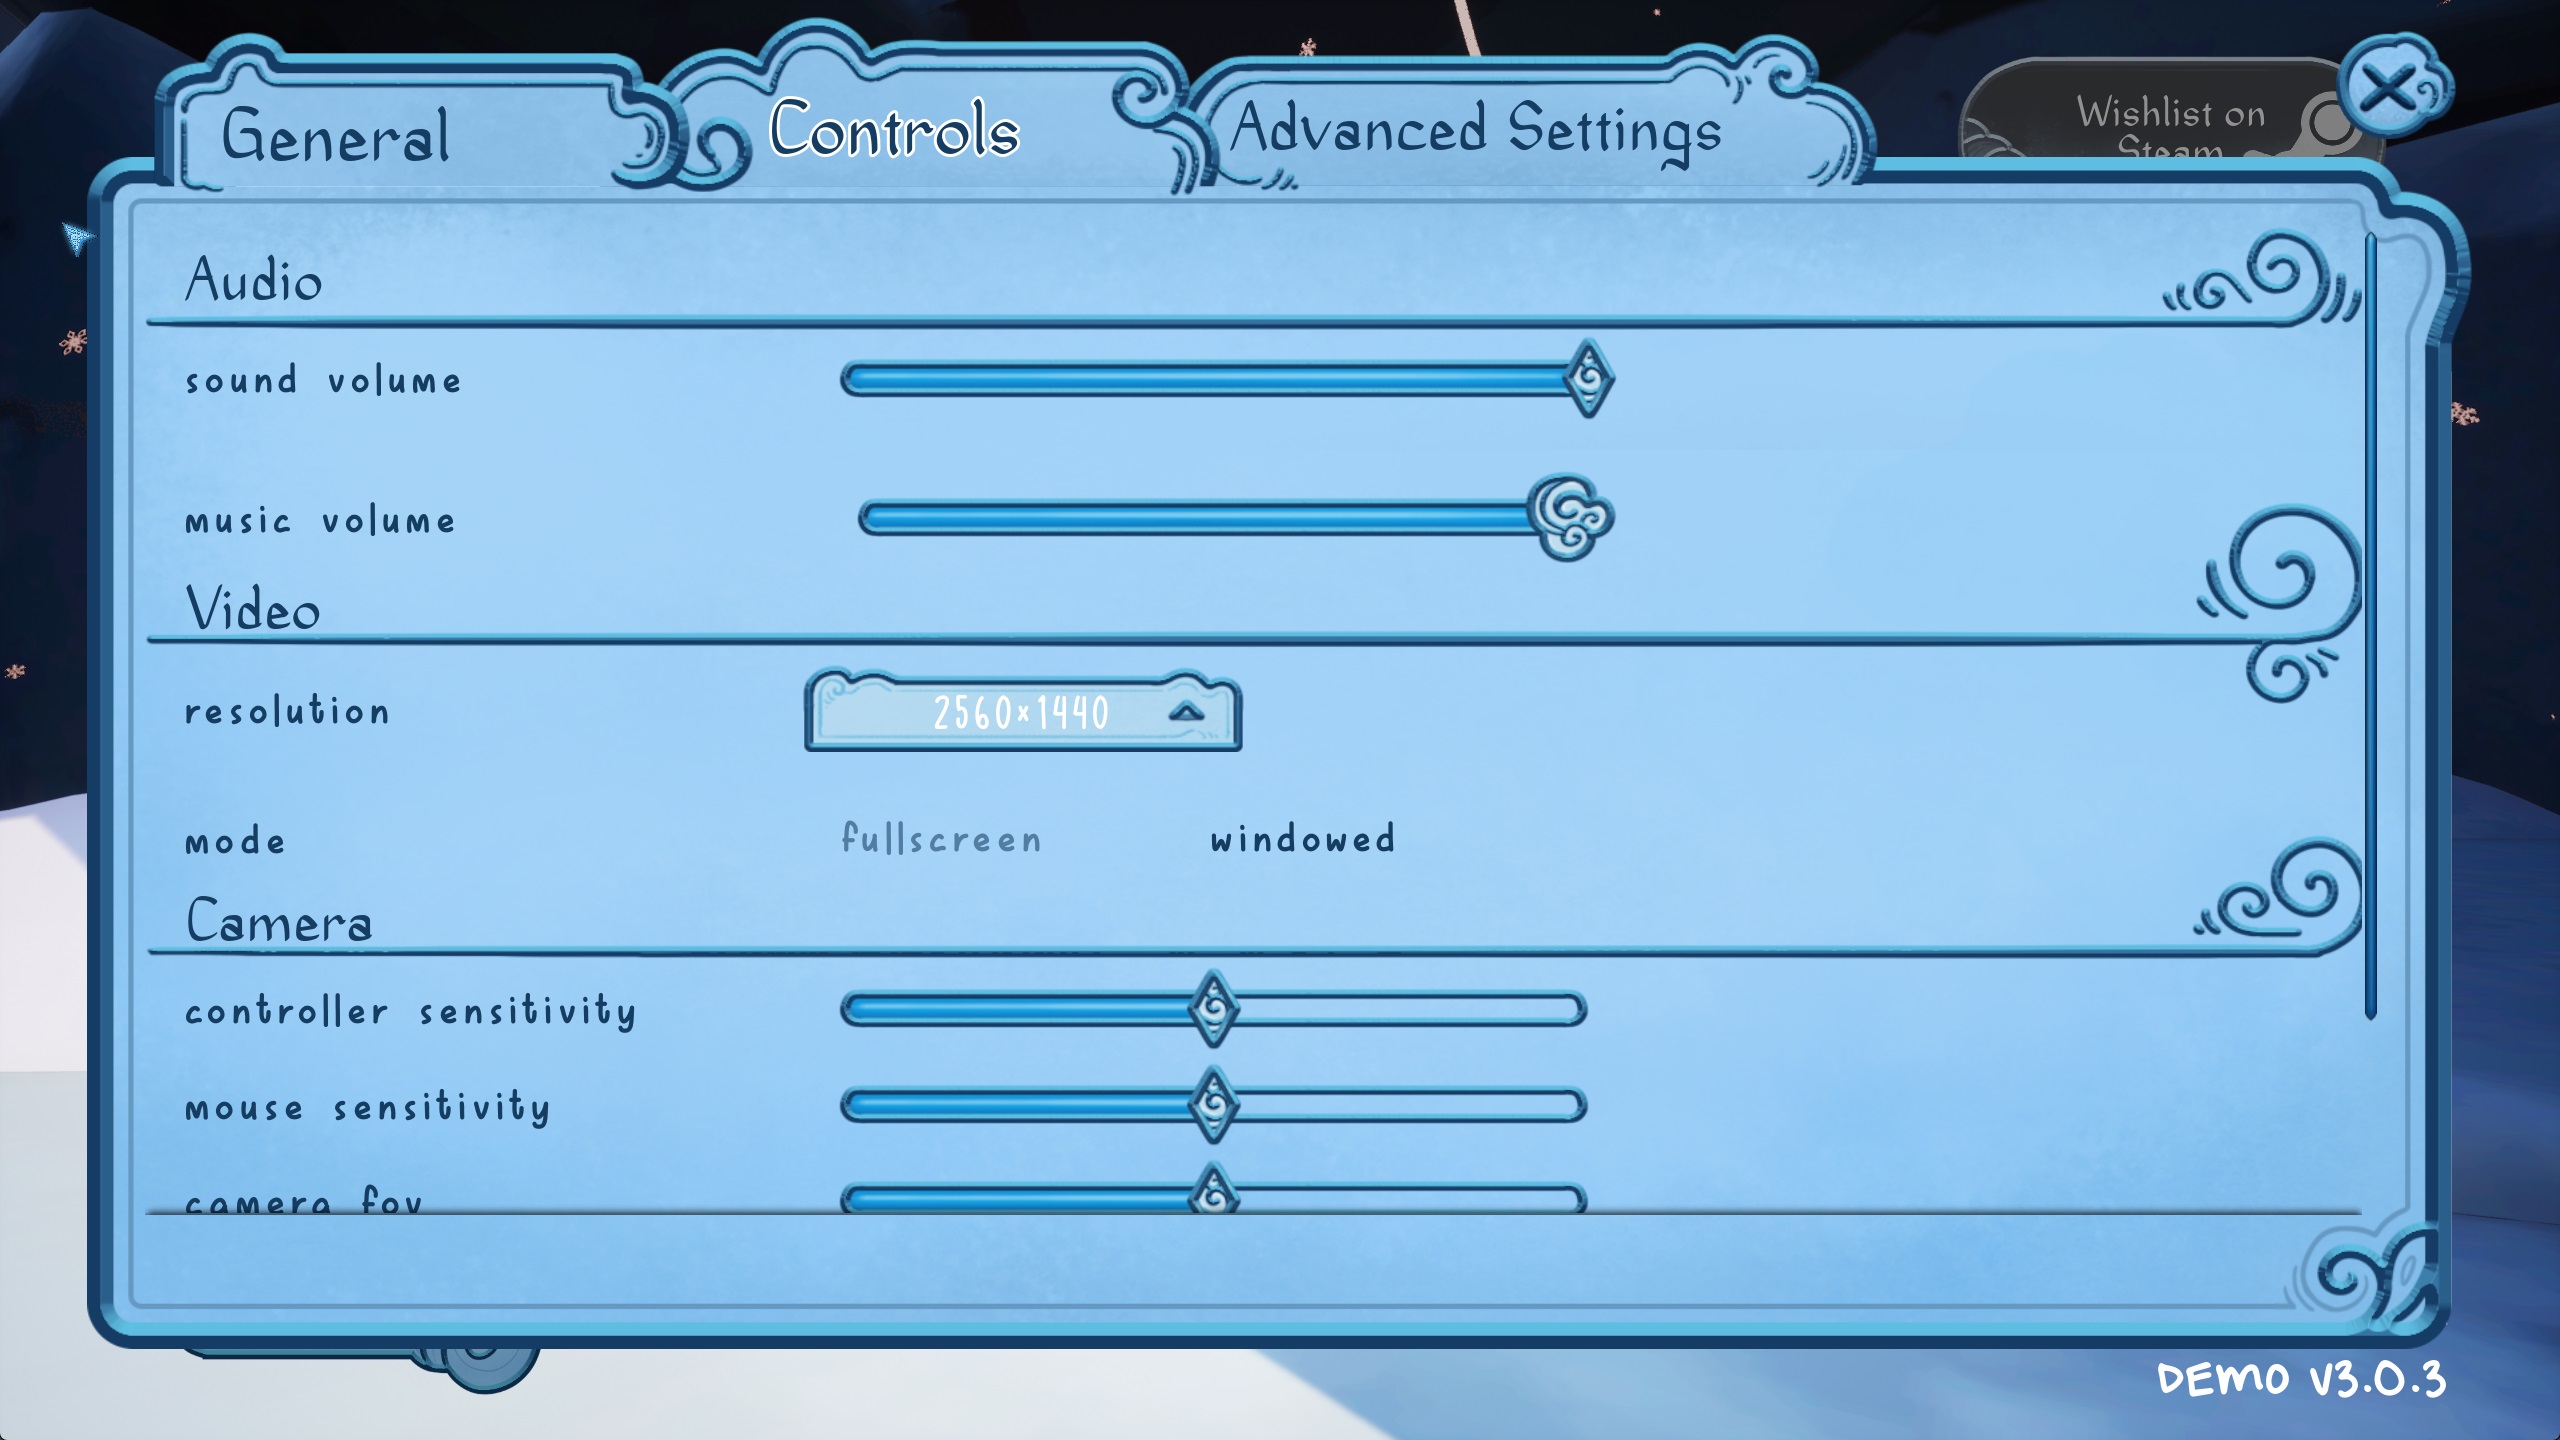 General
Controls
Advanced Settings
Wishlist on
Steam
Audio
sound volume
music volume
Video
resolution
2560×1440
mode
fullscreen
windowed
Camera
controller sensitivity
mouse sensitivity
camera fov
DEMO V3.0.3